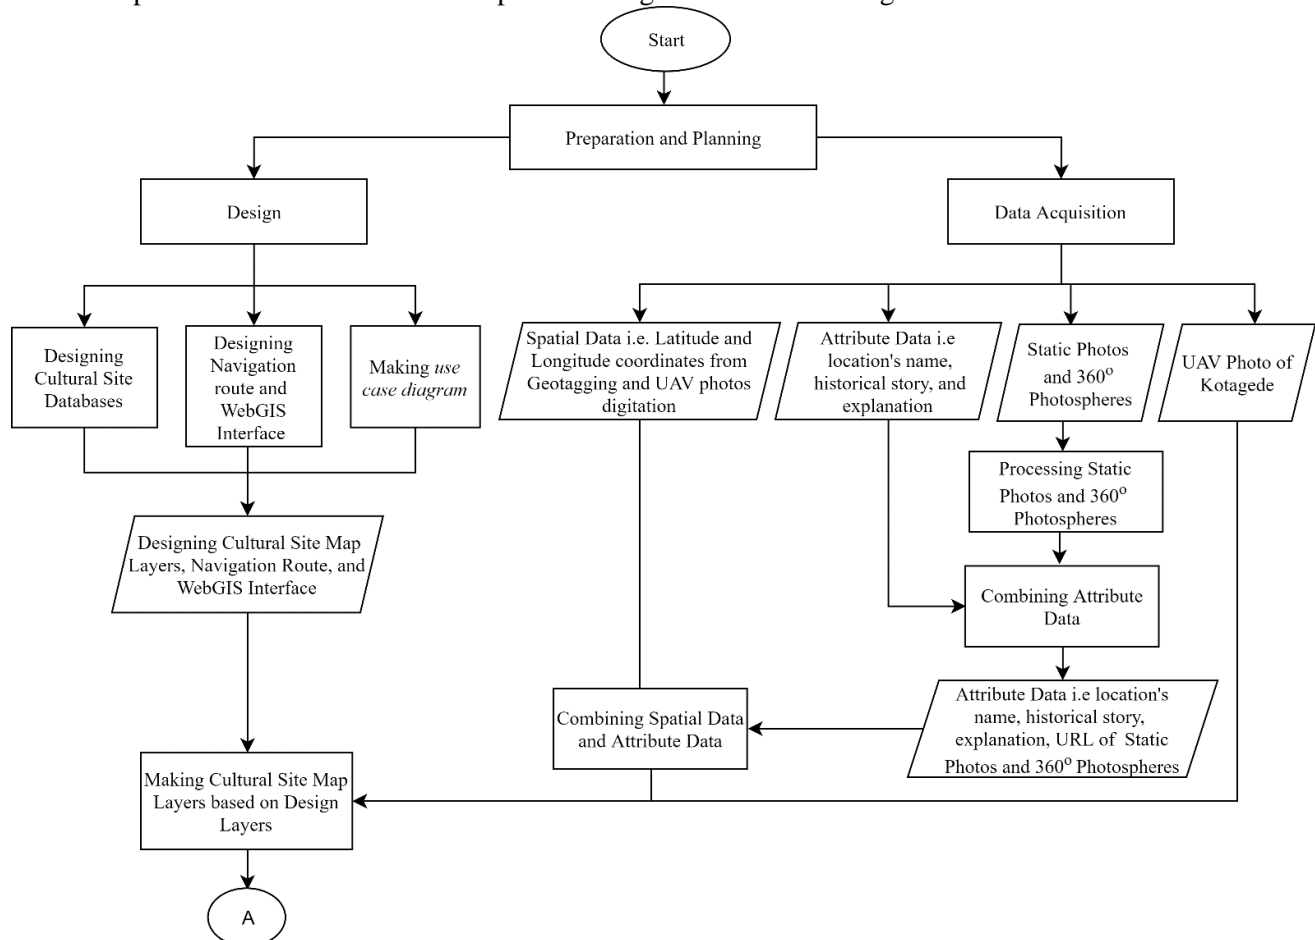 Start
Preparation and Planning
Design
Data Acquisition
Designing
Cultural Site
Databases
Designing
Navigation
route and
WebGIS
Interface
Making use
case diagram
Spatial Data i.e. Latitude and
Longitude coordinates from
Geotagging and UAV photos
digitation
Attribute Data i.e
location's name,
historical story, and
explanation
Static Photos
and 360º
Photospheres
UAV Photo of
Kotagede
Processing Static
Photos and 360º
Photospheres
Designing Cultural Site Map
Layers, Navigation Route, and
WebGIS Interface
Combining Attribute
Data
Combining Spatial Data
and Attribute Data
Attribute Data i.e location's
name, historical story,
explanation, URL of Static
Photos and 360º Photospheres
Making Cultural Site Map
Layers based on Design
Layers
A